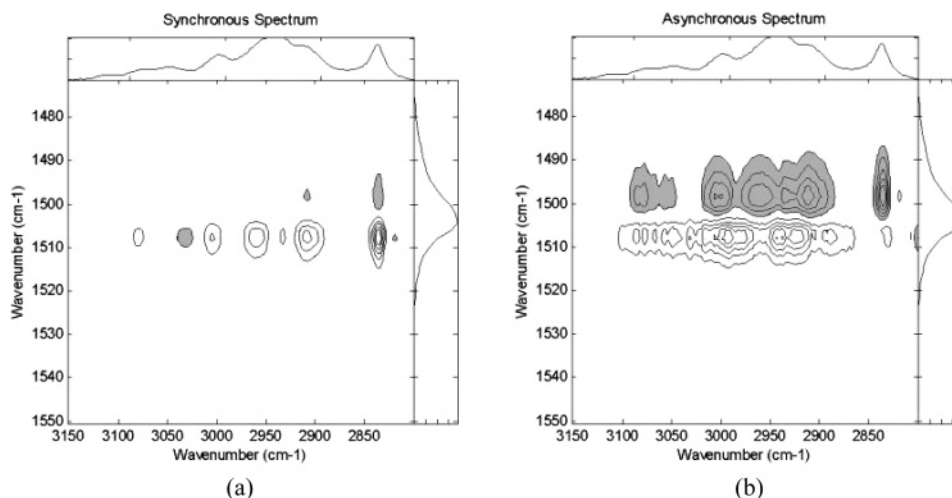 Synchronous Spectrum
Wavenumber (cm-1)
1480
1490
1500
1510
1520
1530
1540
1550
3150 3100 3050 3000 2950 2900 2850
Wavenumber (cm-1)
(a)
Asynchronous Spectrum
Wavenumber (cm-1)
1480
1490
1500
1510
1520
1530
1540
1550
3150 3100 3050 3000 2950 2900 2850
Wavenumber (cm-1)
(b)